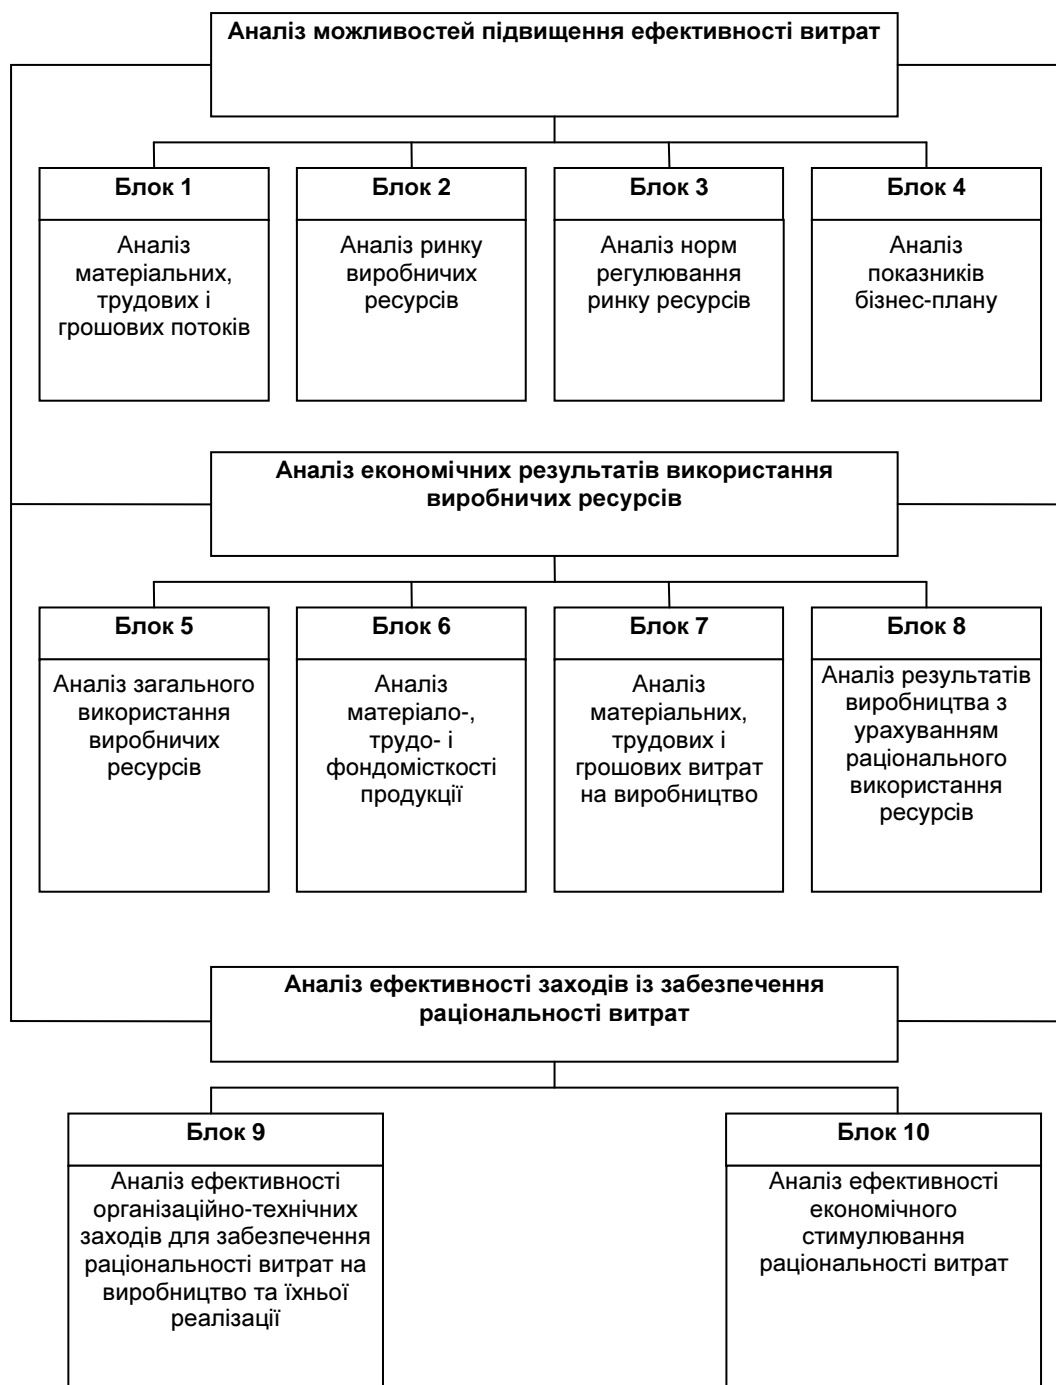 Аналіз можливостей підвищення ефективності витрат
Блок 1
Аналіз
матеріальних,
трудових і
грошових потоків
Блок 2
Аналіз ринку
виробничих
ресурсів
Блок 3
Аналіз норм
регулювання
ринку ресурсів
Блок 4
Аналіз
показників
бізнес-плану
Аналіз економічних результатів використання
виробничих ресурсів
Блок 5
Аналіз загального
використання
виробничих
ресурсів
Блок 6
Аналіз
матеріало-,
трудо- і
фондомісткості
продукції
Блок 7
Аналіз
матеріальних,
трудових і
грошових витрат
на виробництво
Блок 8
Аналіз результатів
виробництва з
урахуванням
раціонального
використання
ресурсів
Аналіз ефективності заходів із забезпечення
раціональності витрат
Блок 9
Аналіз ефективності
організаційно-технічних
заходів для забезпечення
раціональності витрат на
виробництво та їхньої
реалізації
Блок 10
Аналіз ефективності
економічного
стимулювання
раціональності витрат